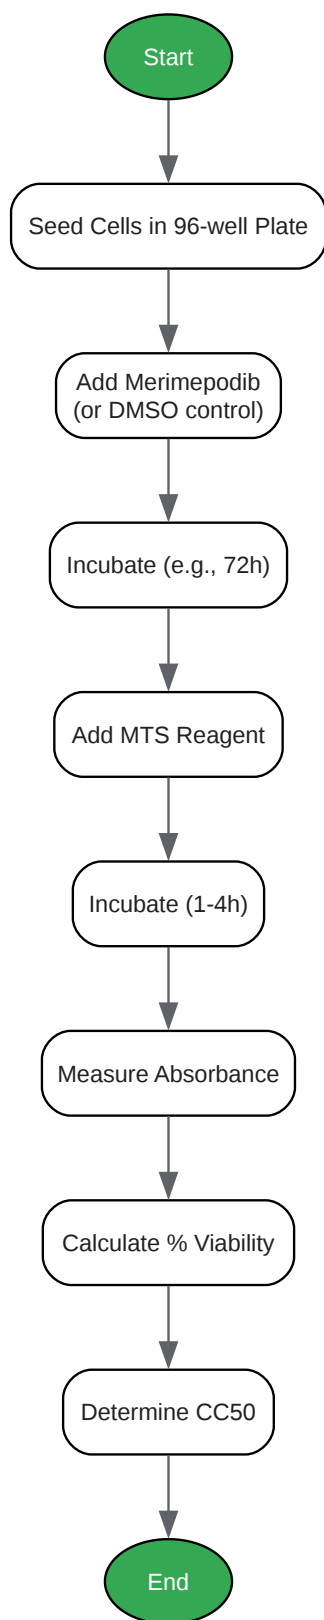 Start
Seed Cells in 96-well Plate
Add Merimepodib
(or DMSO control)
Incubate (e.g., 72h)
Add MTS Reagent
Incubate (1-4h)
Measure Absorbance
Calculate % Viability
Determine CC50
End